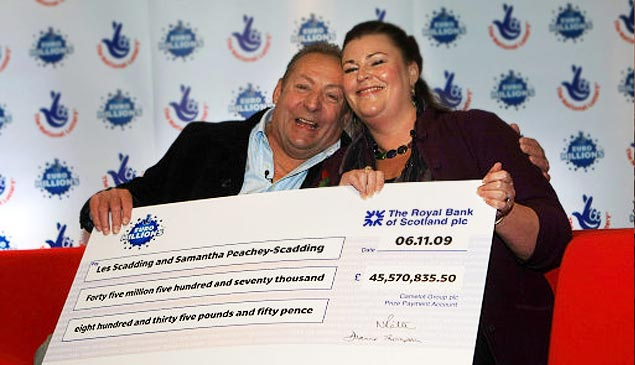 EURO
MILLIONS
The Royal Bank
of Scotland plc
Date 06.11.09
Les Scadding and Samantha Peachey-Scadding
Forty five million five hundred and seventy thousand
£ 45,570,835.50
eight hundred and thirty five pounds and fifty pence
Camelot Group plc
Prize Payment Account